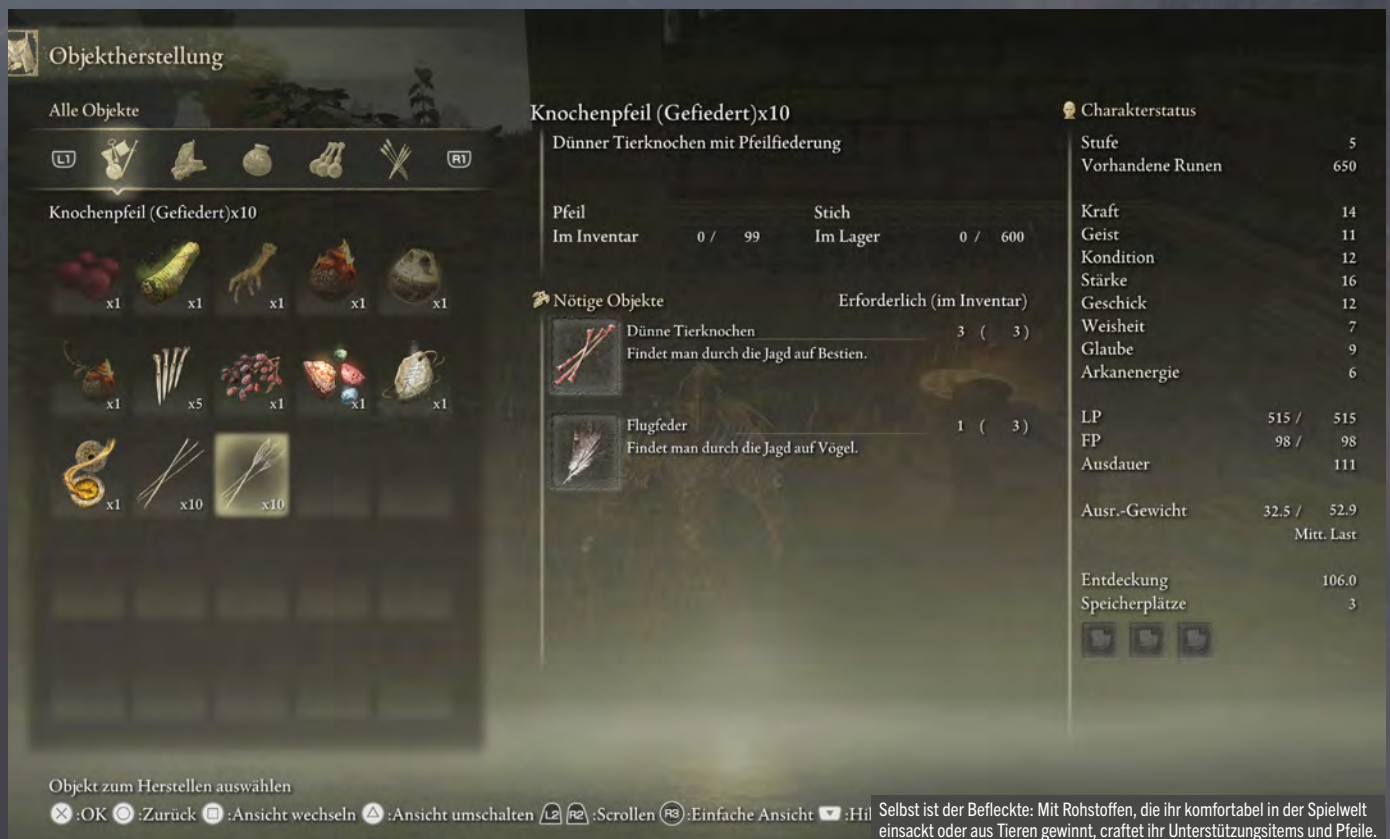 Objektherstellung
Alle Objekte
L1 R1
Knochenpfeil (Gefiedert)x10
x1 x1 x1 x1 x1
x1 x5 x1 x1 x1
x1 x10 x10
Objekt zum Herstellen auswählen
:OK :Zurück :Ansicht wechseln :Ansicht umschalten L2 R2 :Scrollen R3 :Einfache Ansicht
Knochenpfeil (Gefiedert)x10
Dünner Tierknochen mit Pfeilfiederung
Pfeil Stich
Im Inventar 0 / 99 Im Lager 0 / 600
Nötige Objekte Erforderlich (im Inventar)
Dünne Tierknochen 3 ( 3)
Findet man durch die Jagd auf Bestien.
Flugfeder 1 ( 3)
Findet man durch die Jagd auf Vögel.
Charakterstatus
Stufe 5
Vorhandene Runen 650
Kraft 14
Geist 11
Kondition 12
Stärke 16
Geschick 12
Weisheit 7
Glaube 9
Arkanenergie 6
LP 515 / 515
FP 98 / 98
Ausdauer 111
Ausr.-Gewicht 32.5 / 52.9
Mitt. Last
Entdeckung 106.0
Speicherplätze 3
Selbst ist der Befleckte: Mit Rohstoffen, die ihr komfortabel in der Spielwelt
einsackt oder aus Tieren gewinnt, craftet ihr Unterstützungsitems und Pfeile.